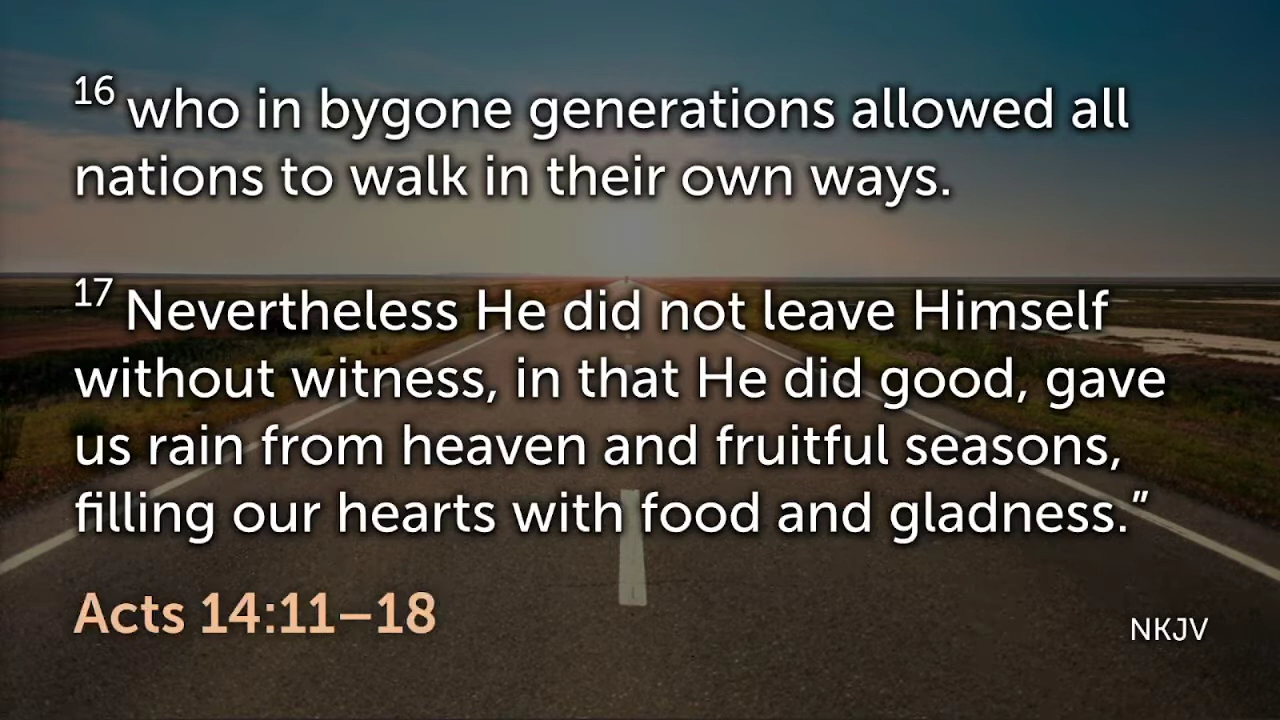 16 who in bygone generations allowed all
nations to walk in their own ways.
17 Nevertheless He did not leave Himself
without witness, in that He did good, gave
us rain from heaven and fruitful seasons,
filling our hearts with food and gladness.”
Acts 14:11–18
NKJV